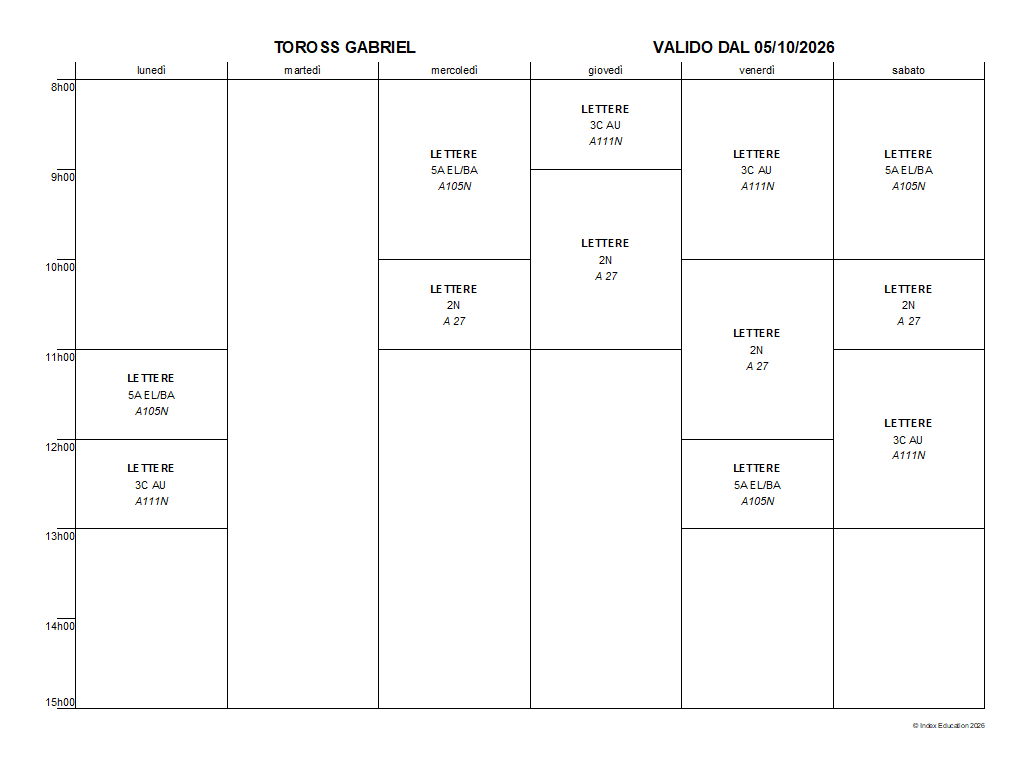 TOROSS GABRIEL
VALIDO DAL 05/10/2026
lunedì
martedì
mercoledì
giovedì
venerdì
sabato
8h00
9h00
10h00
11h00
12h00
13h00
14h00
15h00
LETTERE
5A EL/BA
A105N
LETTERE
3C AU
A111N
LETTERE
5A EL/BA
A105N
LETTERE
2N
A 27
LETTERE
3C AU
A111N
LETTERE
2N
A 27
LETTERE
3C AU
A111N
LETTERE
2N
A 27
LETTERE
5A EL/BA
A105N
LETTERE
5A EL/BA
A105N
LETTERE
2N
A 27
LETTERE
3C AU
A111N
© Index Education 2026